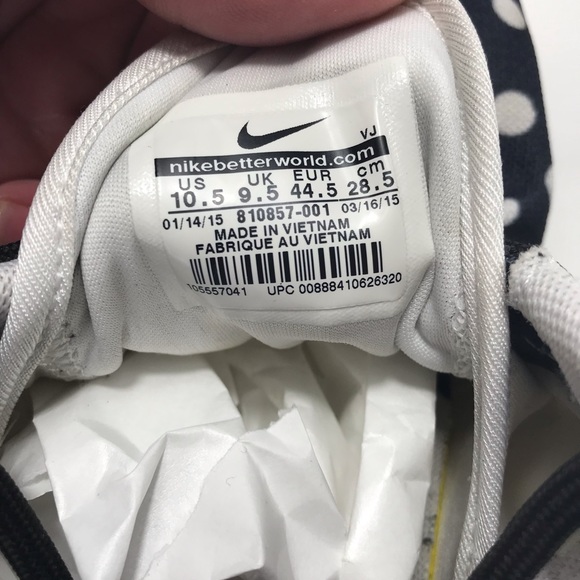 VJ
nikebetterworld.com
US UK EUR cm
10.5 9.5 44.5 28.5
01/14/15 810857-001 03/16/15
MADE IN VIETNAM
FABRIQUE AU VIETNAM
105557041 UPC 00888410626320